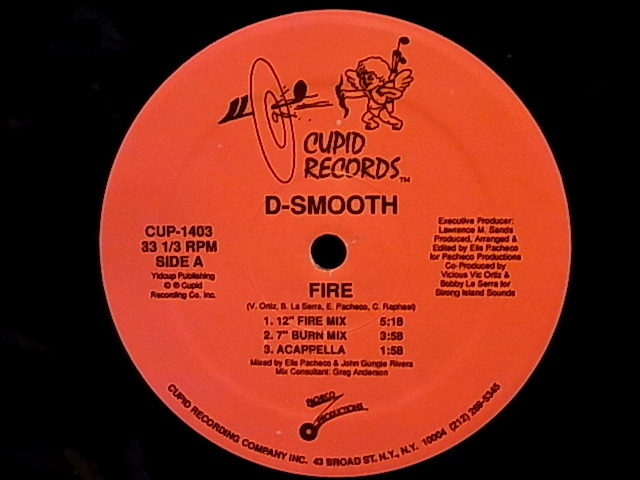 CUPID
RECORDS TM
D-SMOOTH
CUP-1403
33 1/3 RPM
SIDE A
Yidcup Publishing
© ℗ Cupid
Recording Co. Inc.
Executive Producer:
Lawrence M. Sands
Produced, Arranged &
Edited by Elis Pacheco
for Pacheco Productions
Co-Produced by
Vicious Vic Ortiz &
Bobby La Serra for
Strong Island Sounds
FIRE
(V. Ortiz, B. La Serra, E. Pacheco, C. Raphael)
1. 12" FIRE MIX 5:18
2. 7" BURN MIX 3:58
3. ACAPPELLA 1:58
Mixed by Elis Pacheco & John Gungie Rivera
Mix Consultant: Greg Anderson
PRODUCTIONS
CUPID RECORDING COMPANY INC. 43 BROAD ST. N.Y., N.Y. 10004 (212) 269-5345